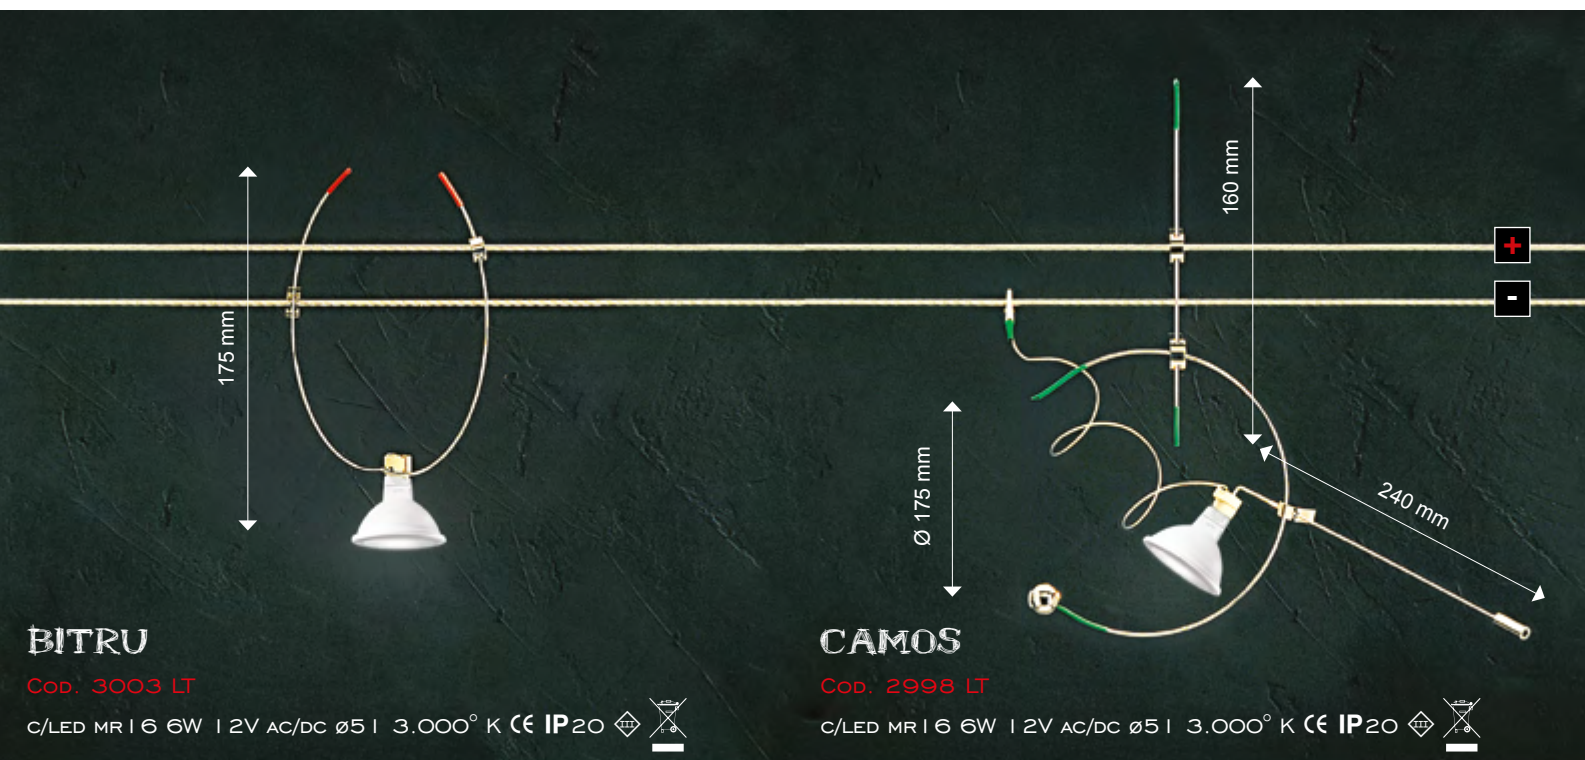 160 mm
+
-
175 mm
Ø 175 mm
240 mm
BITRU
COD. 3003 LT
C/LED MR16 6W 12V AC/DC Ø51 3.000° K CE IP20 III
CAMOS
COD. 2998 LT
C/LED MR16 6W 12V AC/DC Ø51 3.000° K CE IP20 III